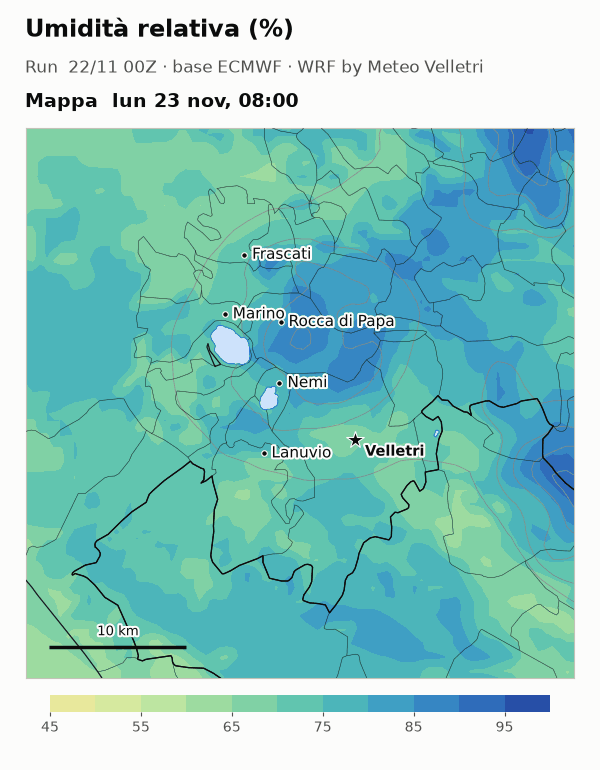 Umidità relativa (%)
Run  22/11 00Z · base ECMWF · WRF by Meteo Velletri
Mappa  lun 23 nov, 08:00
Frascati
Marino
Rocca di Papa
Nemi
Velletri
Lanuvio
10 km
45 55 65 75 85 95